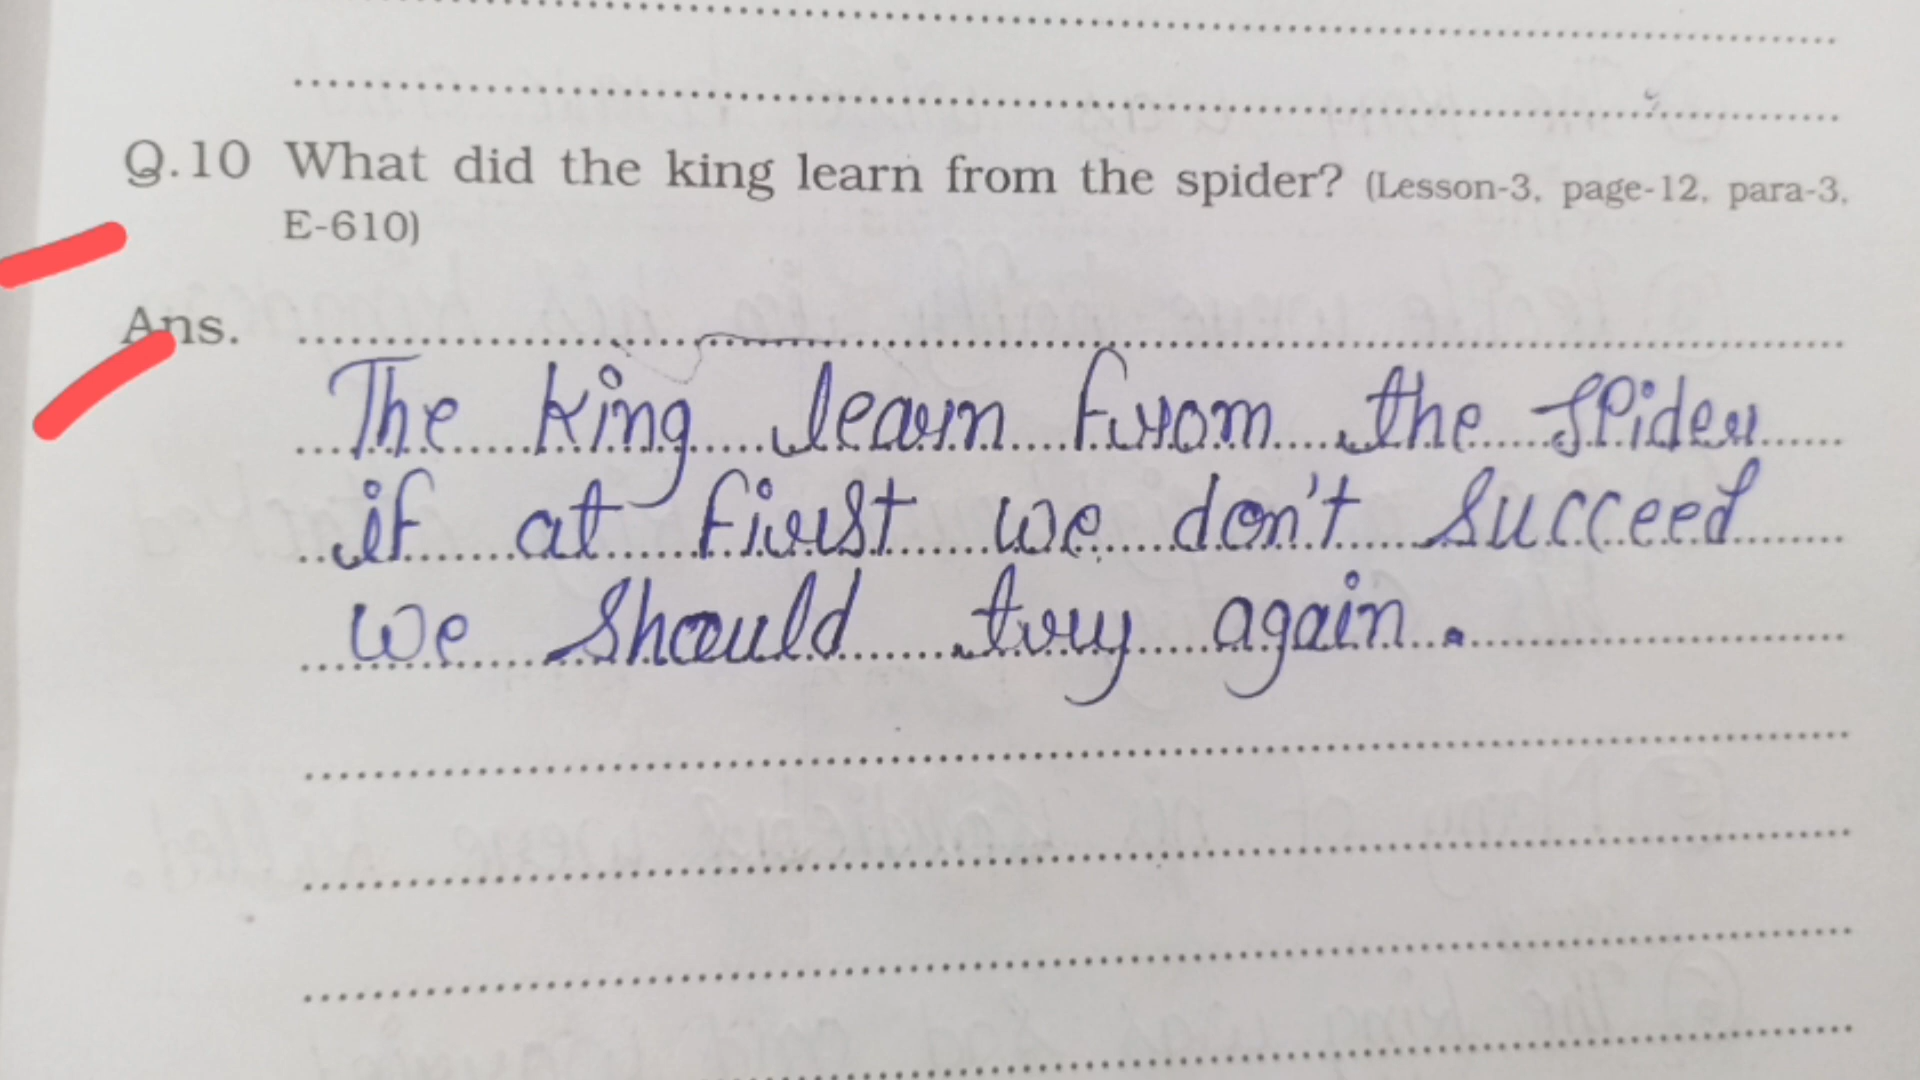 Q.10 What did the king learn from the spider? (Lesson-3, page-12, para-3,
E-610)
Ans.
The king learn from the spider
if at first we don't succeed
we should try again.